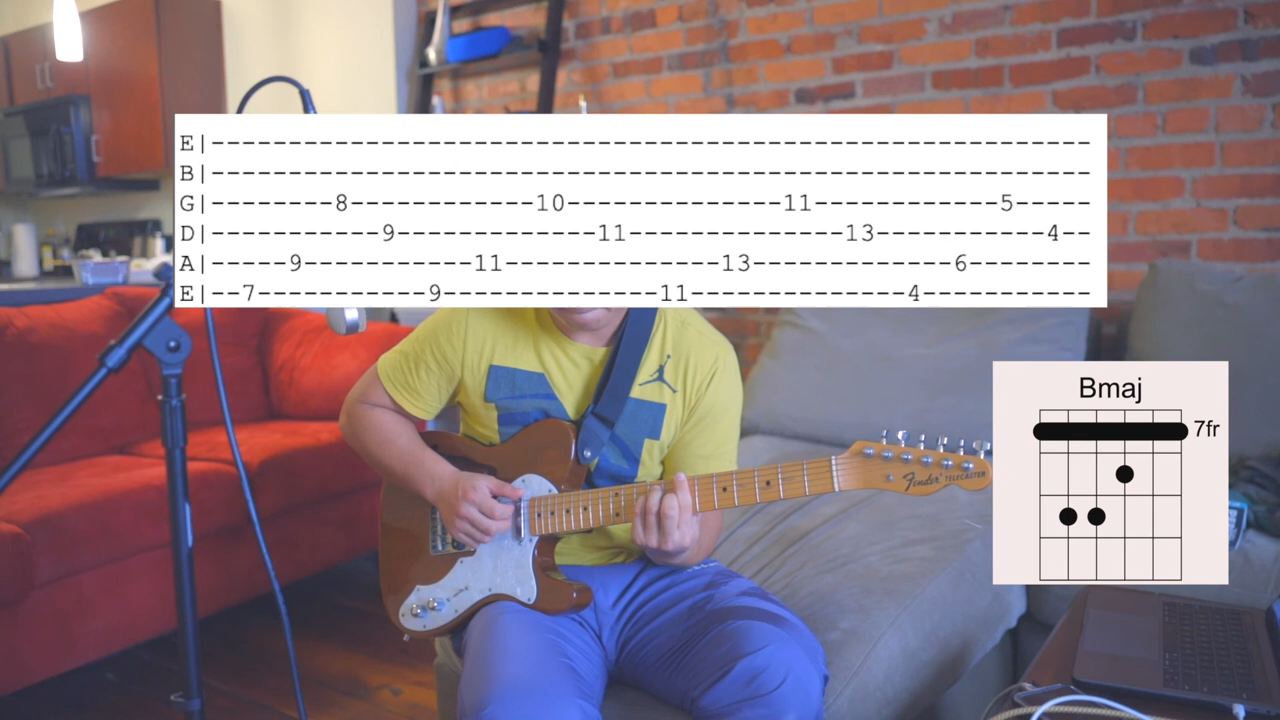 E|---------------------------------------------------------
B|---------------------------------------------------------
G|--------8------------10--------------11------------5-----
D|-----------9-------------11--------------13-----------4--
A|-----9-----------11--------------13-------------6--------
E|--7-----------9--------------11--------------4-----------
Bmaj
7fr
Fender TELECASTER